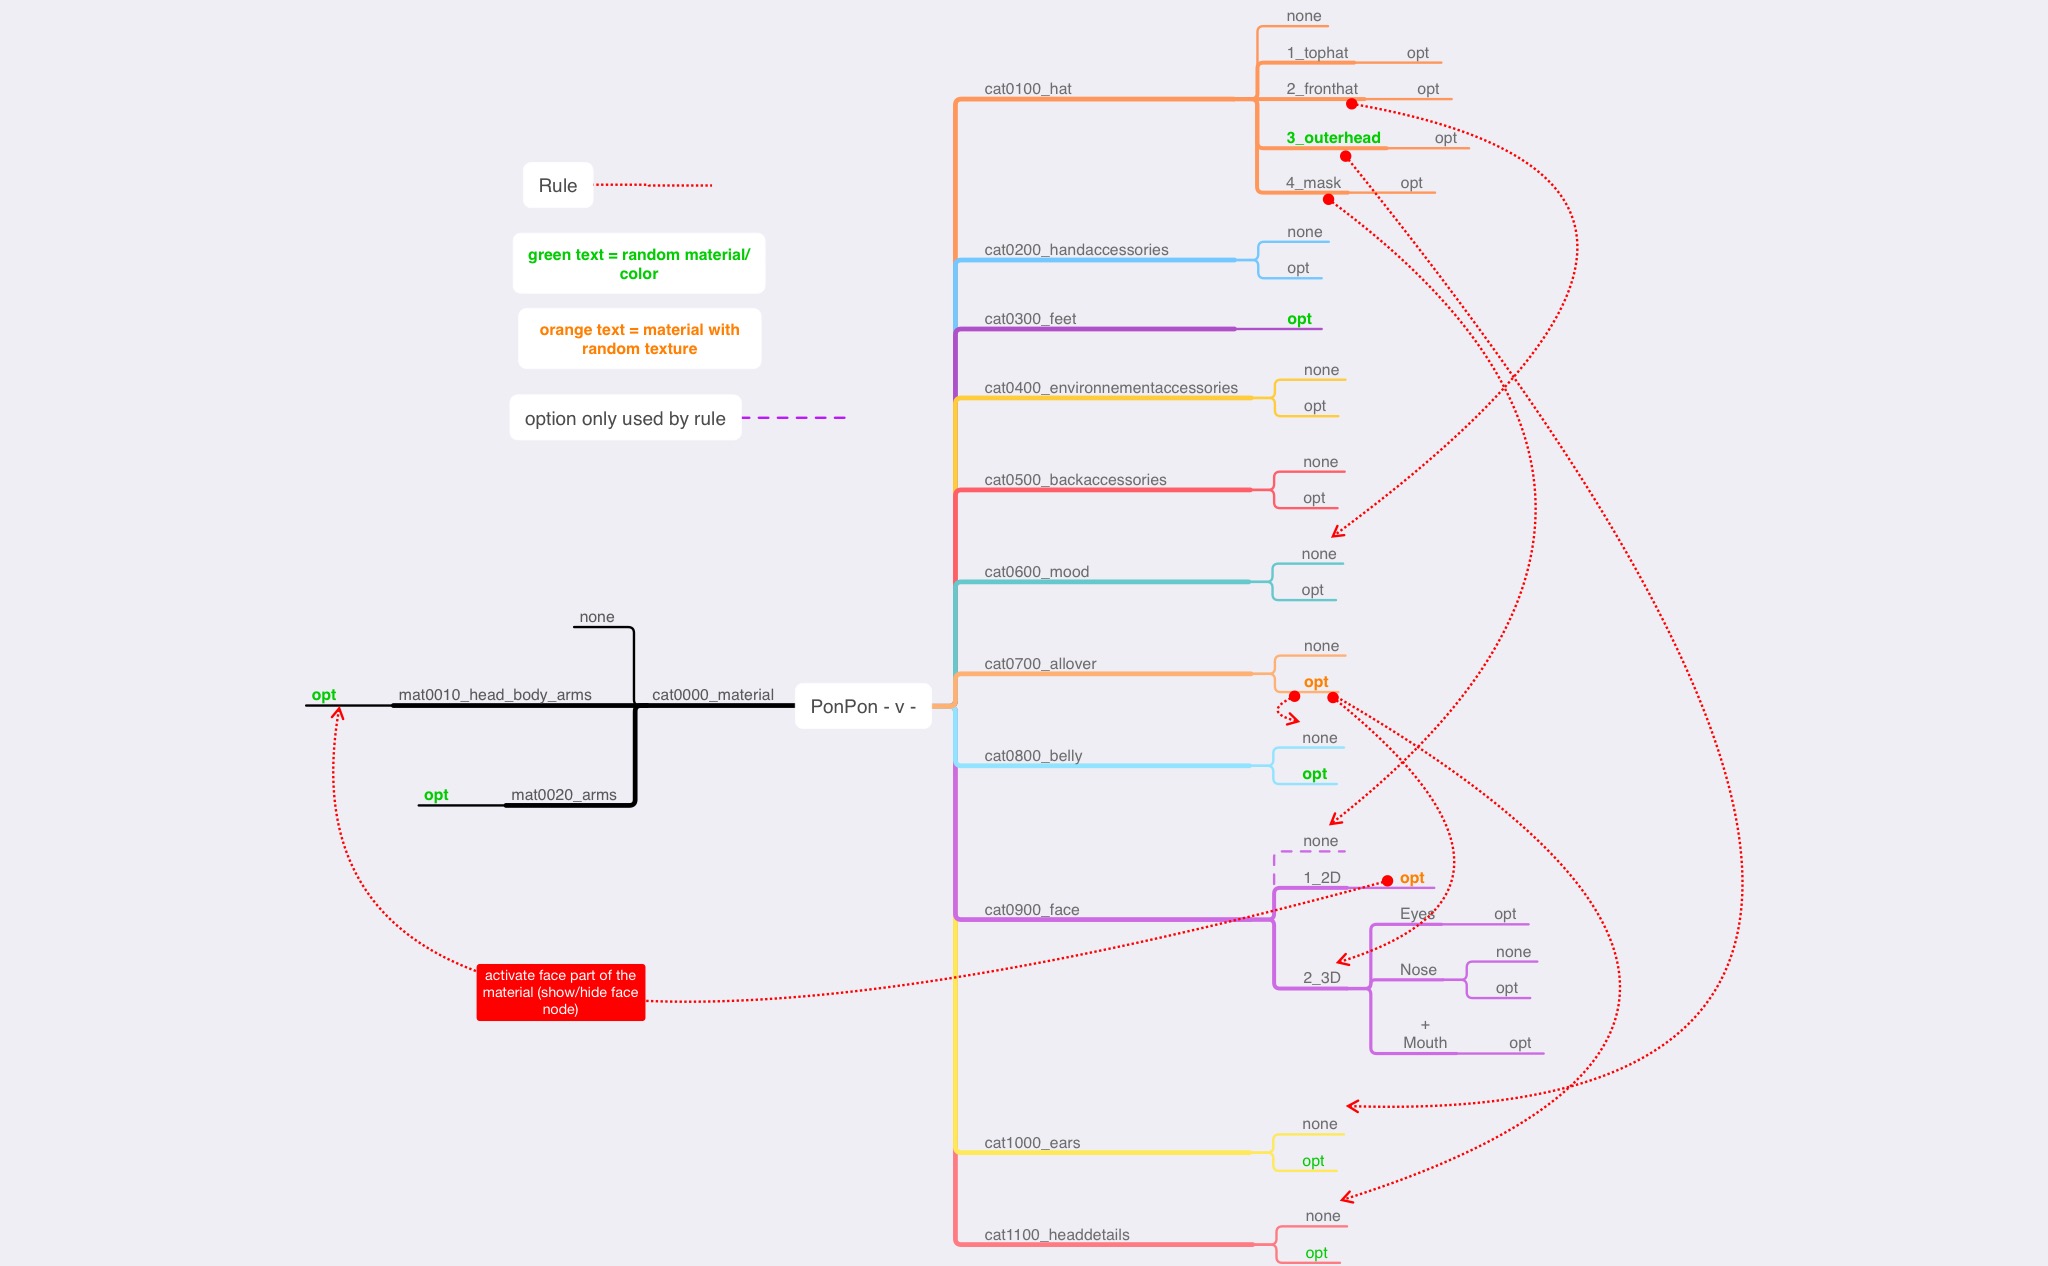 Rule
green text = random material/
color
orange text = material with
random texture
option only used by rule
none
opt
mat0010_head_body_arms
cat0000_material
opt
mat0020_arms
activate face part of the
material (show/hide face
node)
PonPon - v -
cat0100_hat
none
1_tophat
opt
2_fronthat
opt
3_outerhead
opt
4_mask
opt
cat0200_handaccessories
none
opt
cat0300_feet
opt
cat0400_environnementaccessories
none
opt
cat0500_backaccessories
none
opt
cat0600_mood
none
opt
cat0700_allover
none
opt
cat0800_belly
none
opt
cat0900_face
none
1_2D
opt
2_3D
Eyes
opt
Nose
none
opt
+
Mouth
opt
cat1000_ears
none
opt
cat1100_headdetails
none
opt